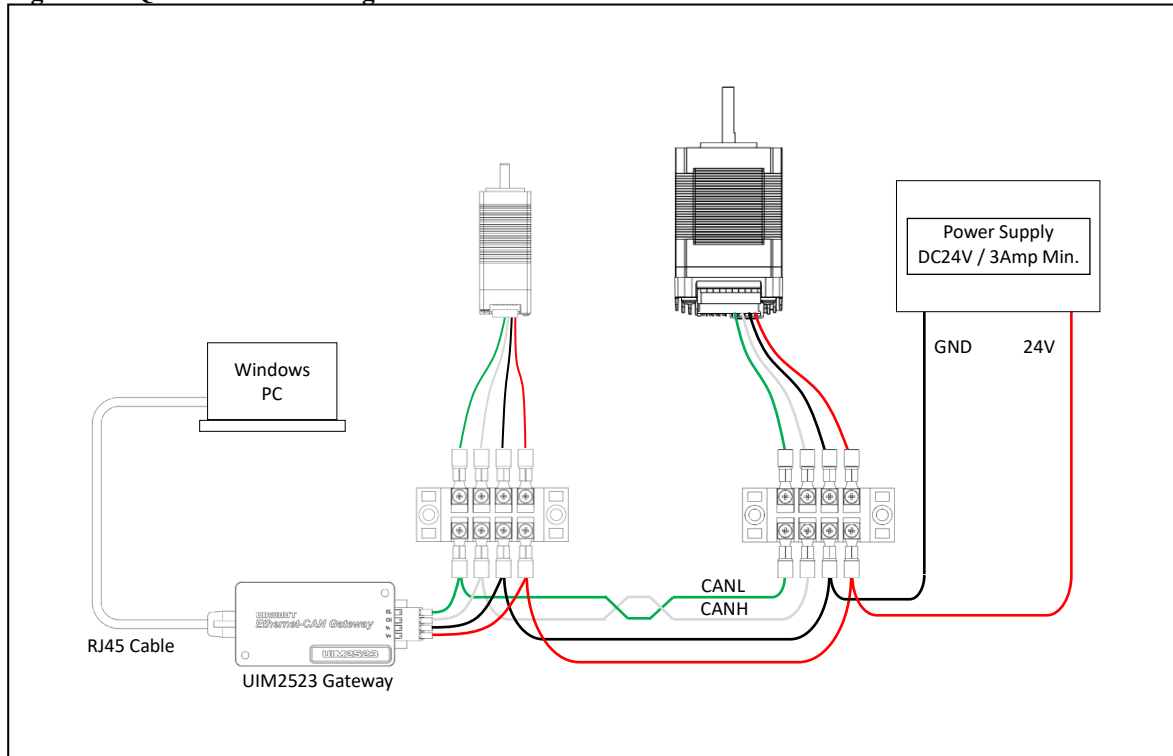 Power Supply
DC24V / 3Amp Min.
GND
24V
Windows
PC
CANL
CANH
Ethernet-CAN Gateway
UIM2523
RJ45 Cable
UIM2523 Gateway